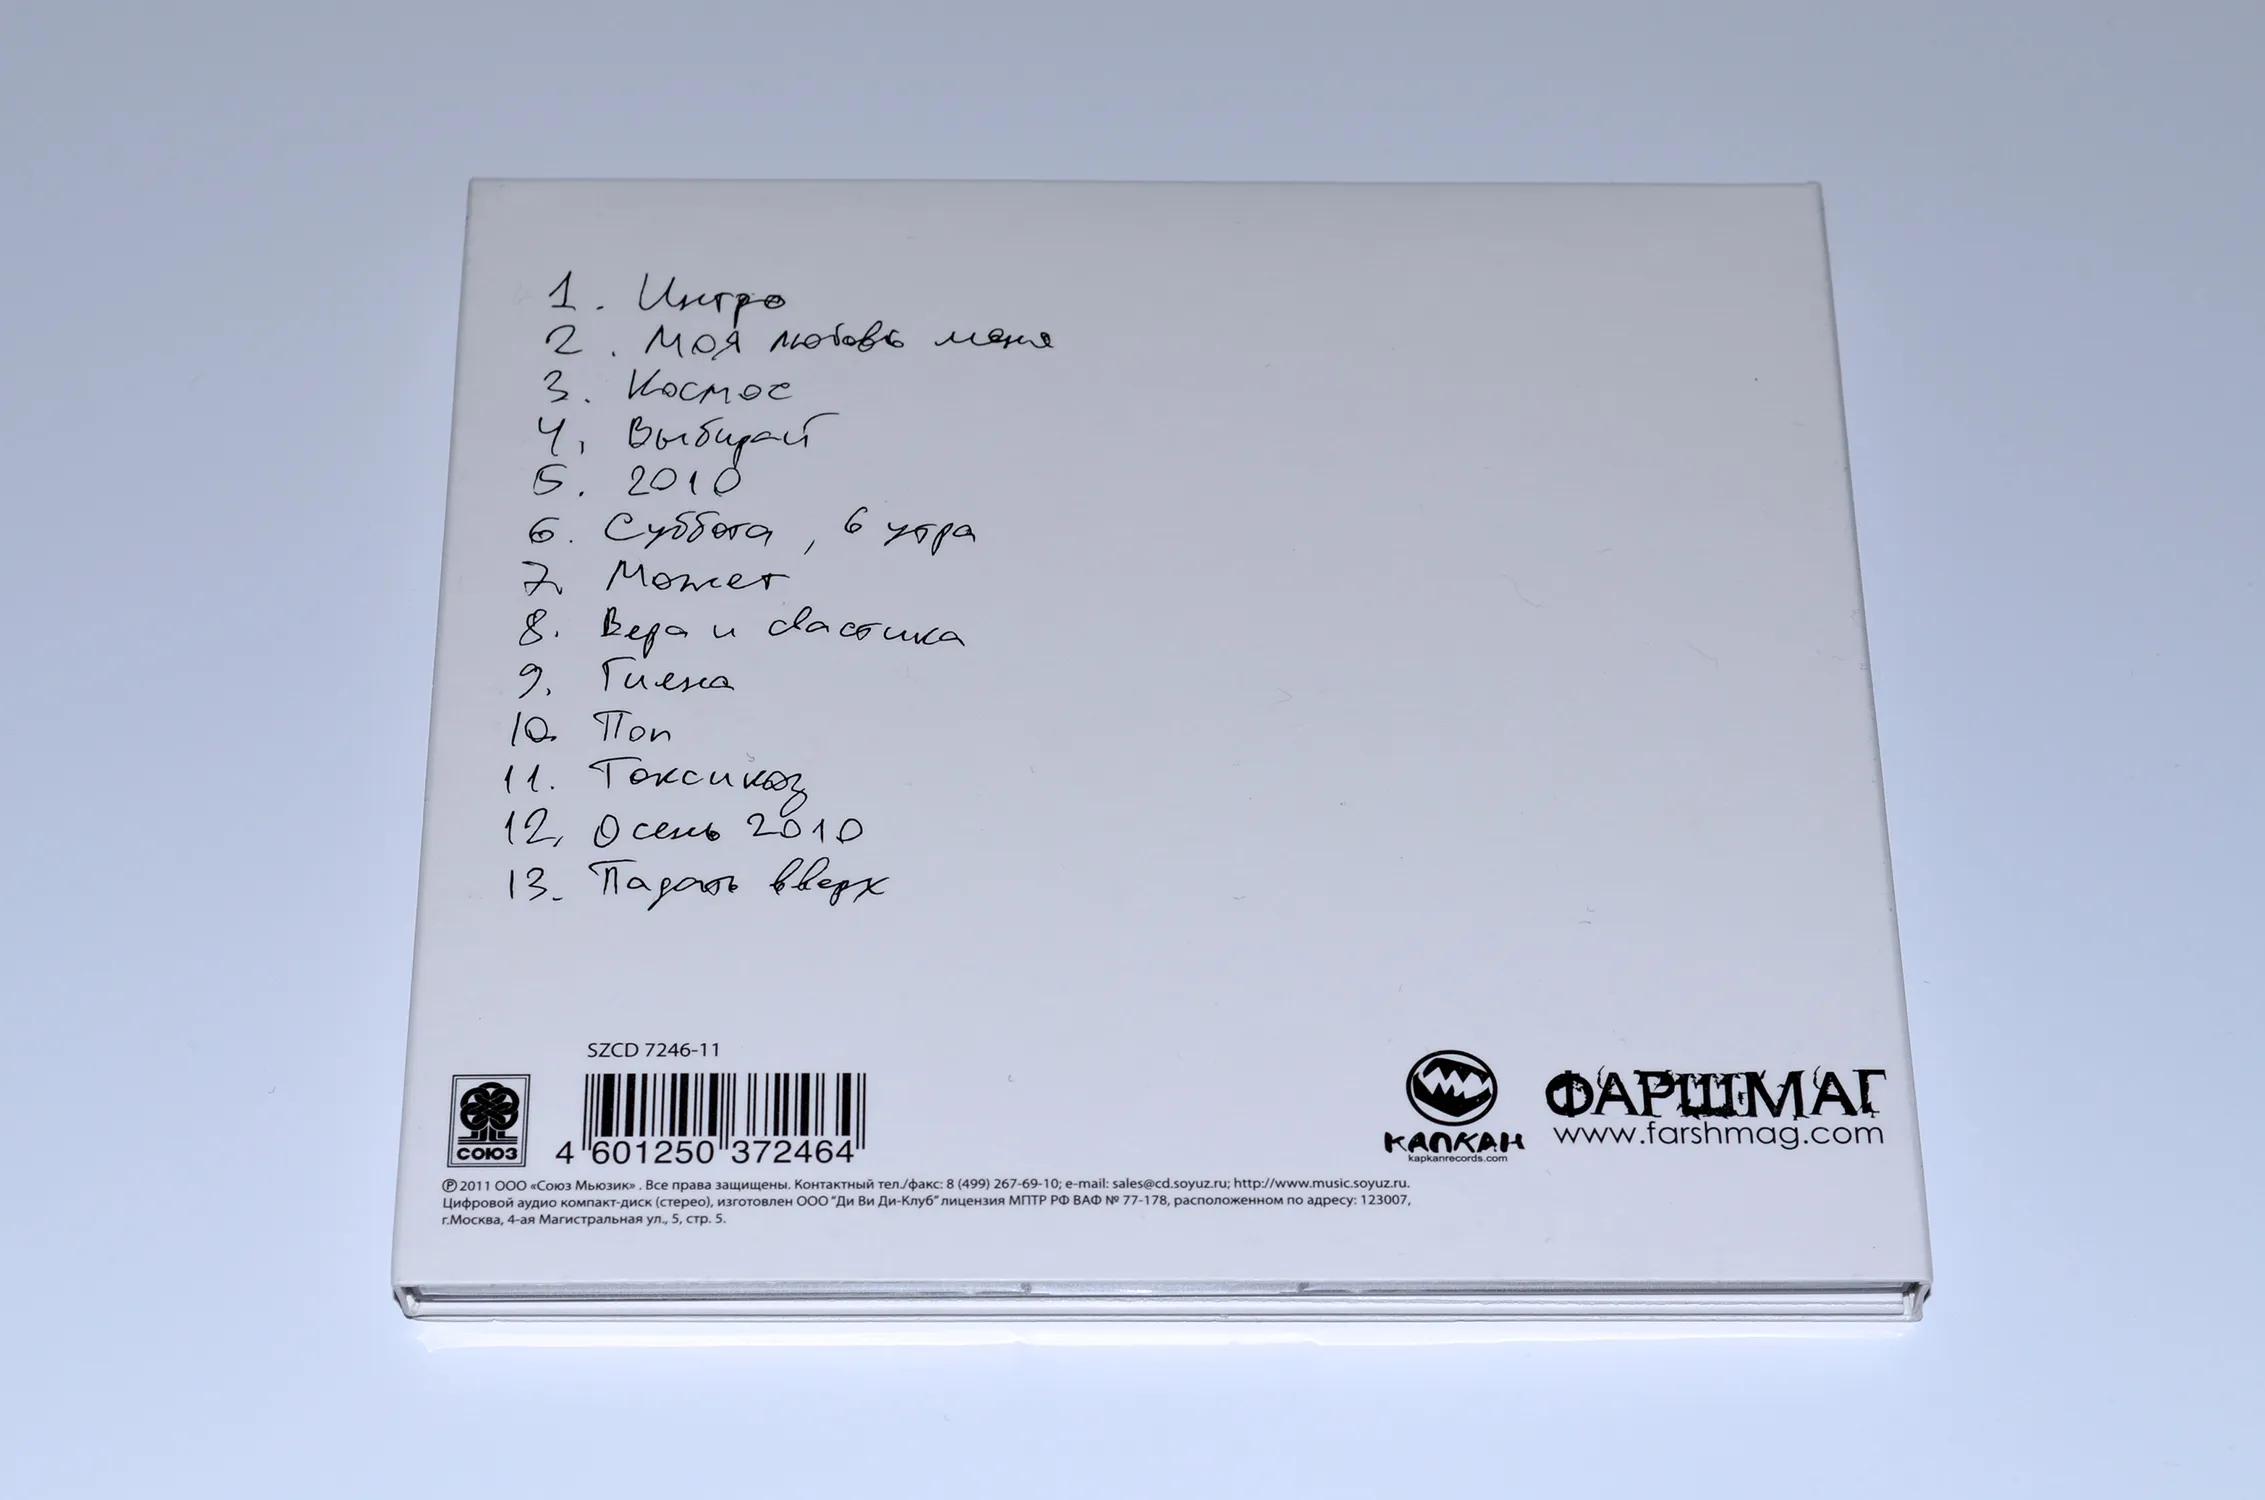 1. Интро
2. Моя любовь меня
3. Космос
4. Выбирай
5. 2010
6. Суббота, 6 утра
7. Может
8. Вера и свастика
9. Гиена
10. Поп
11. Токсикоз
12. Осень 2010
13. Падать вверх
SZCD 7246-11
СОЮЗ
4 601250 372464
КАПКАН
kapkanrecords.com
ФАРШМАГ
www.farshmag.com
℗ 2011 ООО «Союз Мьюзик» . Все права защищены. Контактный тел./факс: 8 (499) 267-69-10; e-mail: sales@cd.soyuz.ru; http://www.music.soyuz.ru.
Цифровой аудио компакт-диск (стерео), изготовлен ООО "Ди Ви Ди-Клуб" лицензия МПТР РФ ВАФ № 77-178, расположенном по адресу: 123007,
г.Москва, 4-ая Магистральная ул., 5, стр. 5.